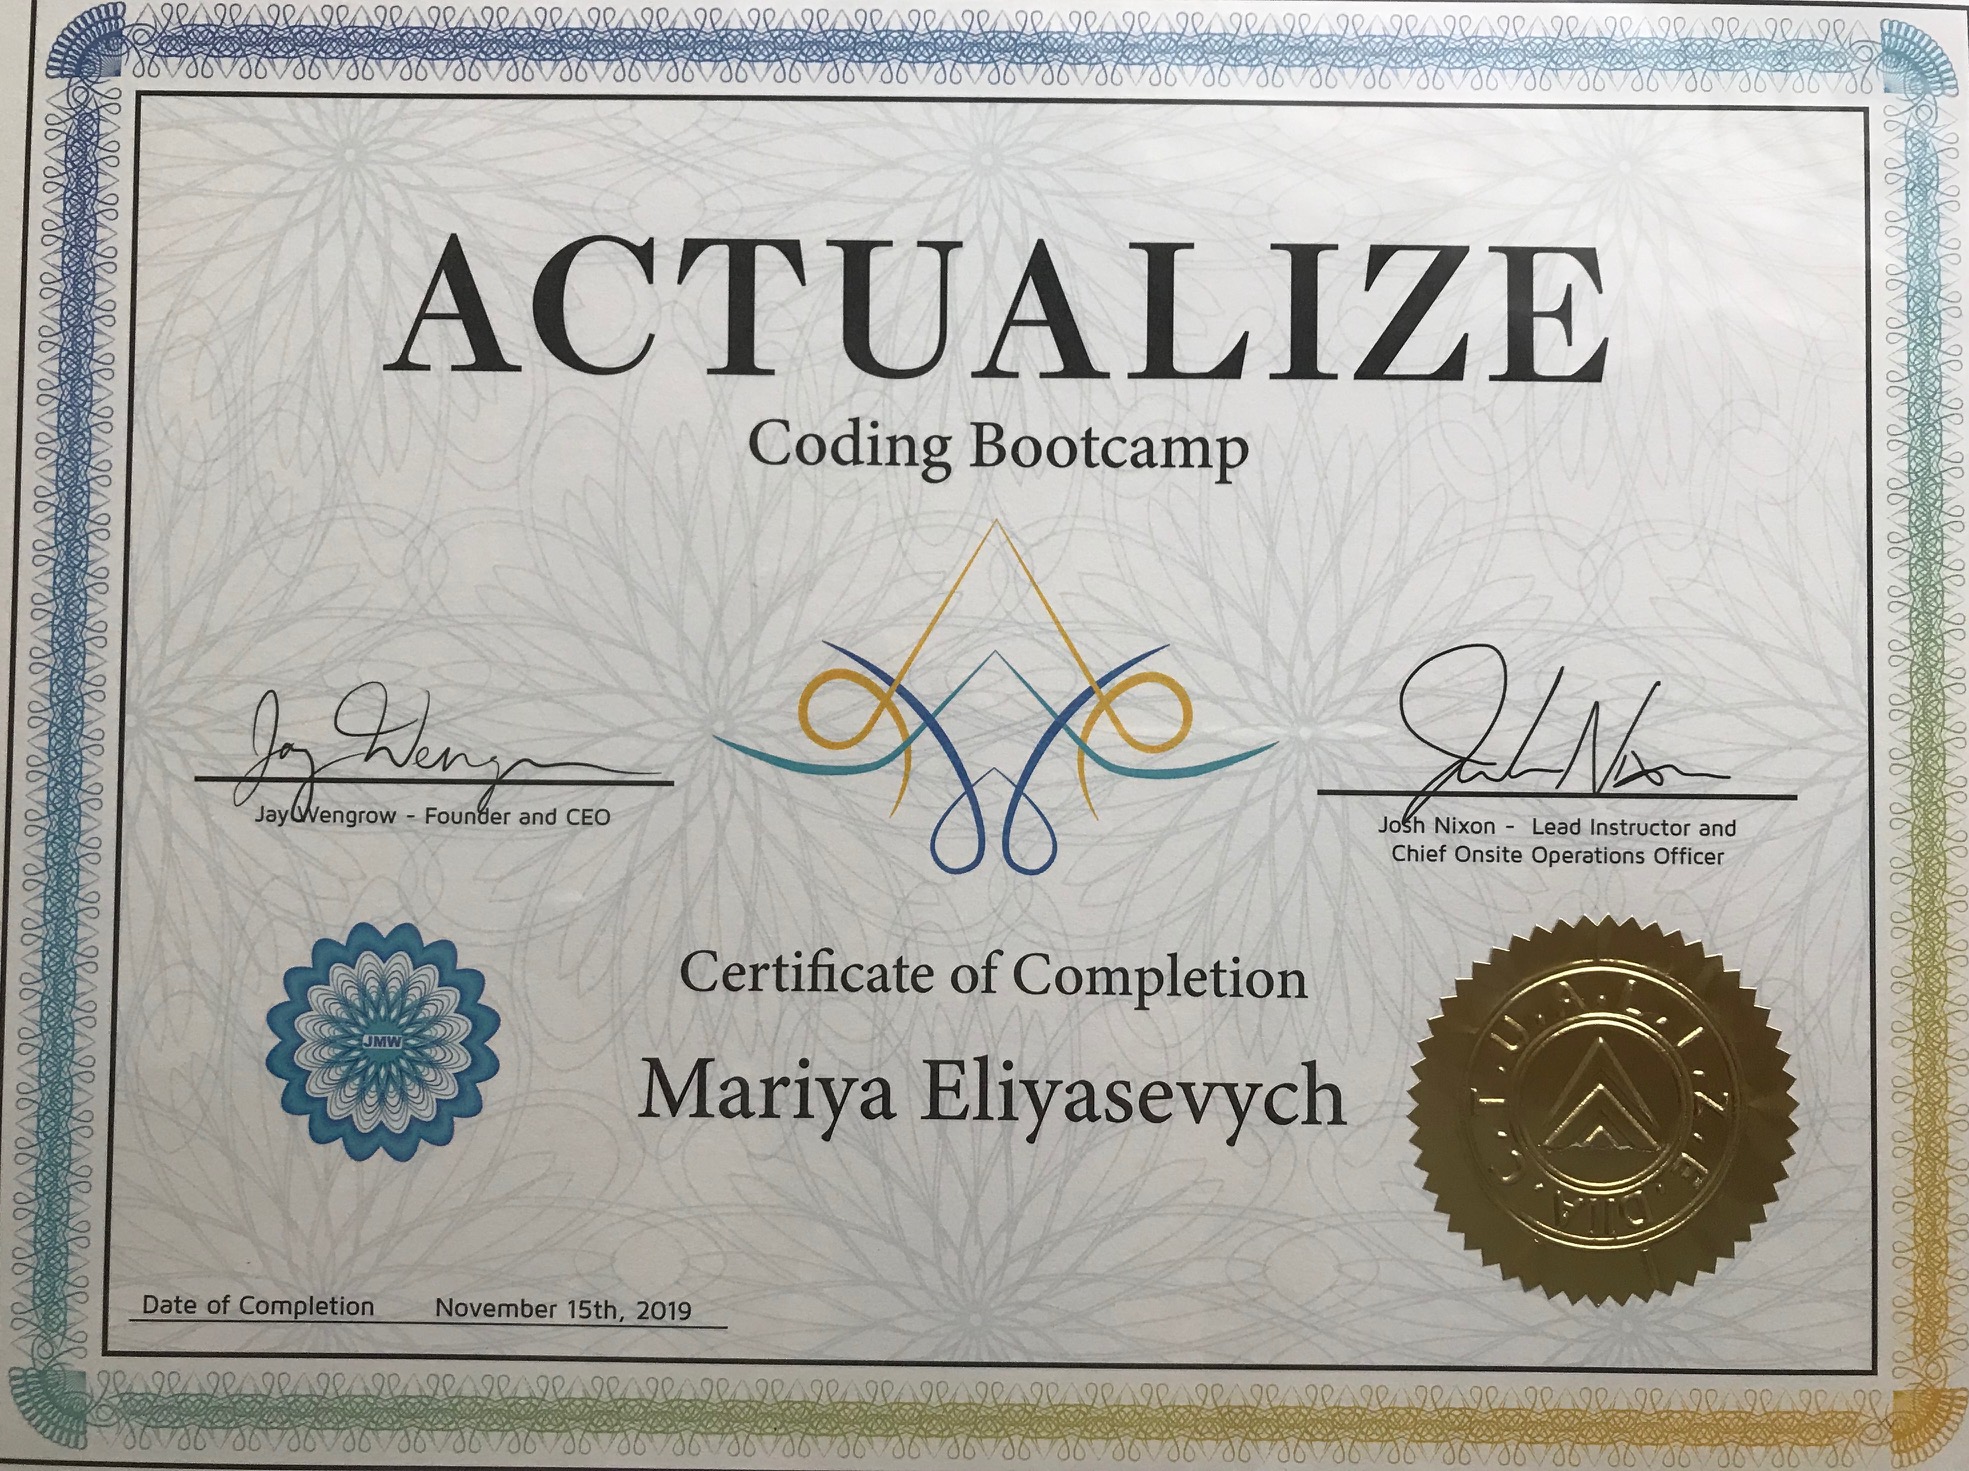 ACTUALIZE
Coding Bootcamp
Jay Wengrow
Jay Wengrow - Founder and CEO
Josh Nixon
Josh Nixon - Lead Instructor and
Chief Onsite Operations Officer
Certificate of Completion
Mariya Eliyasevych
JMW
A·C·T·U·A·L·I·Z·E
Date of Completion November 15th, 2019